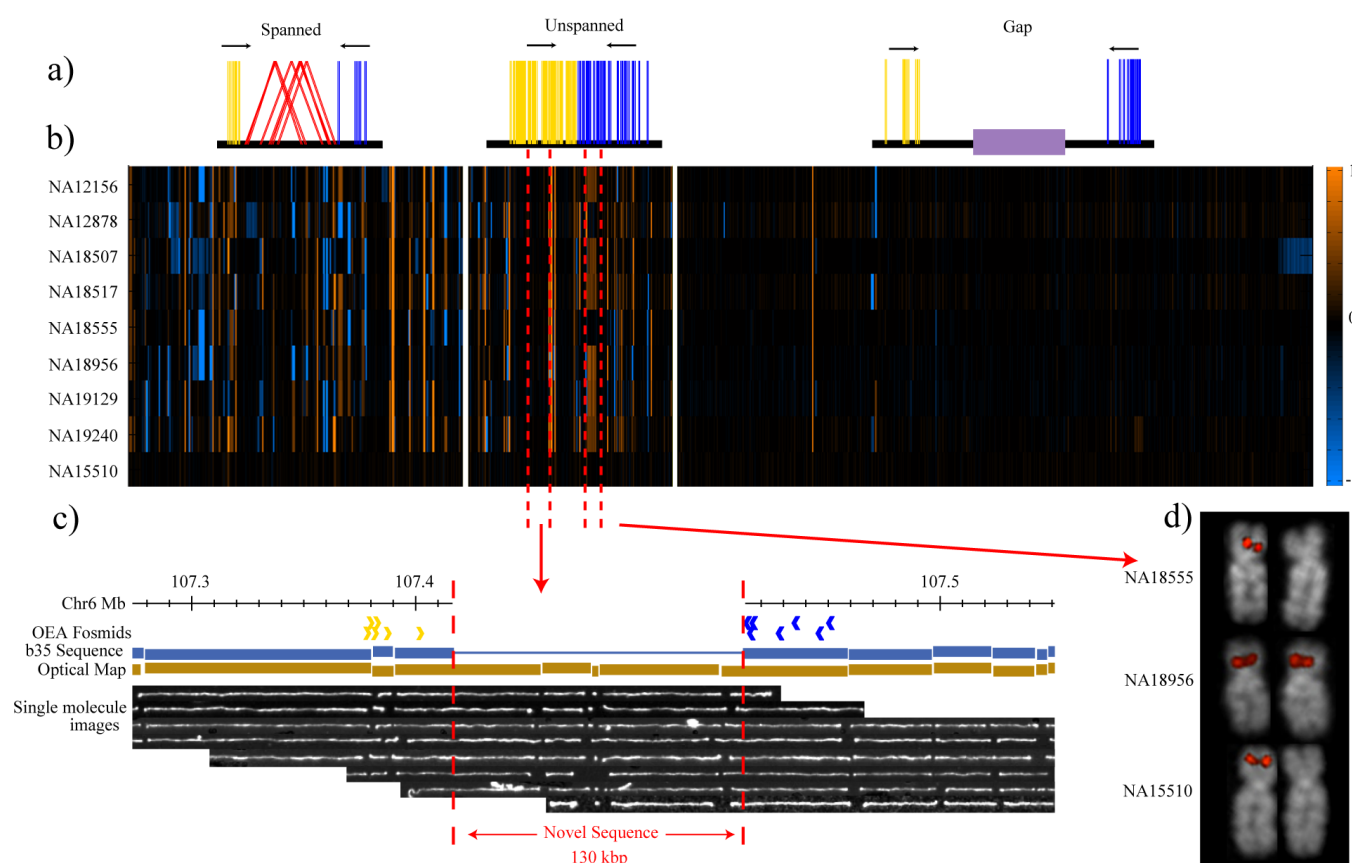 Spanned
Unspanned
Gap
a)
b)
NA12156
NA12878
NA18507
NA18517
NA18555
NA18956
NA19129
NA19240
NA15510
0
c)
d)
107.3
107.4
107.5
Chr6 Mb
OEA Fosmids
b35 Sequence
Optical Map
Single molecule
images
Novel Sequence
130 kbp
NA18555
NA18956
NA15510